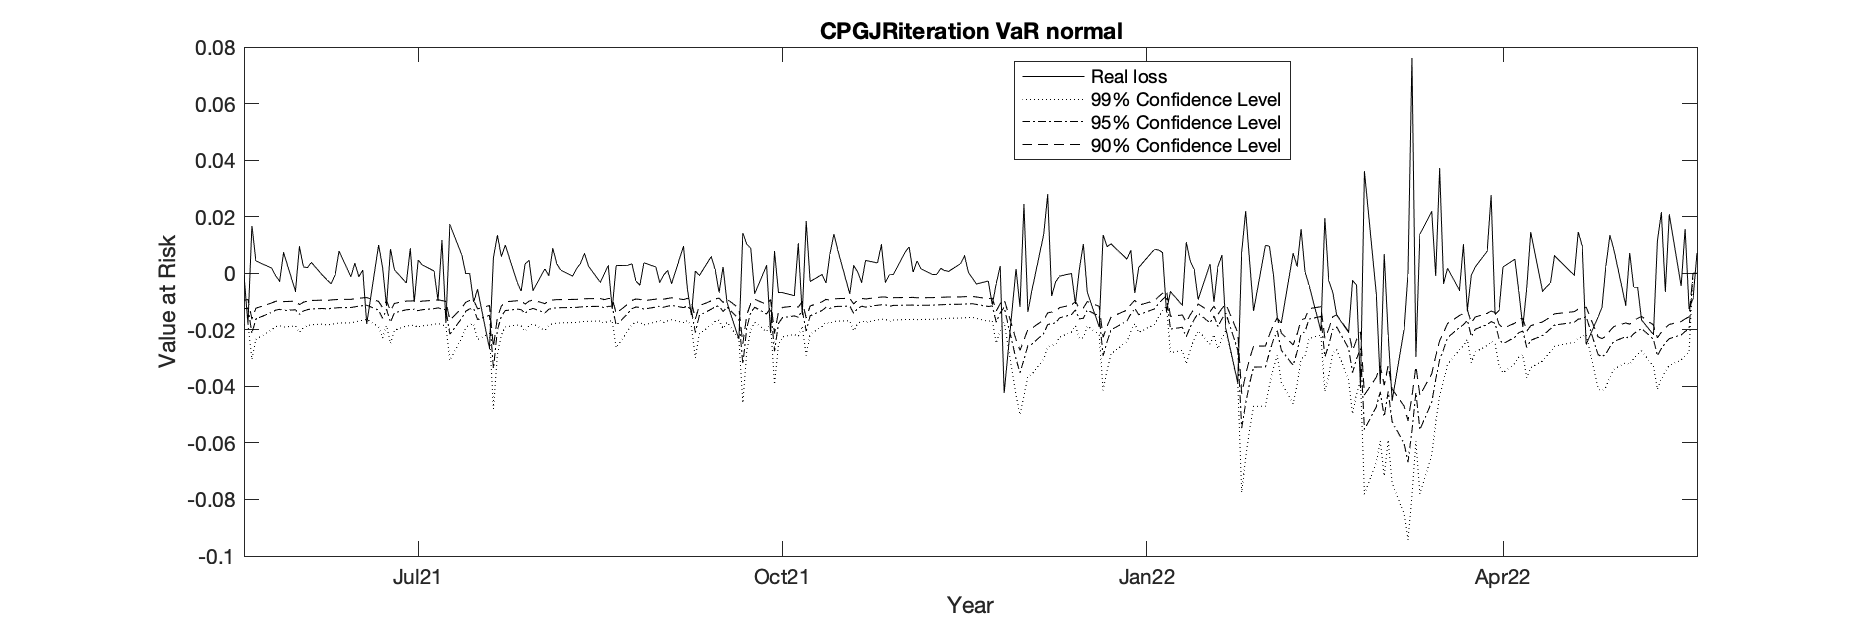 CPGJRiteration VaR normal
0.08
0.06
0.04
0.02
0
-0.02
-0.04
-0.06
-0.08
-0.1
Value at Risk
Real loss
99% Confidence Level
95% Confidence Level
90% Confidence Level
Jul21
Oct21
Jan22
Apr22
Year